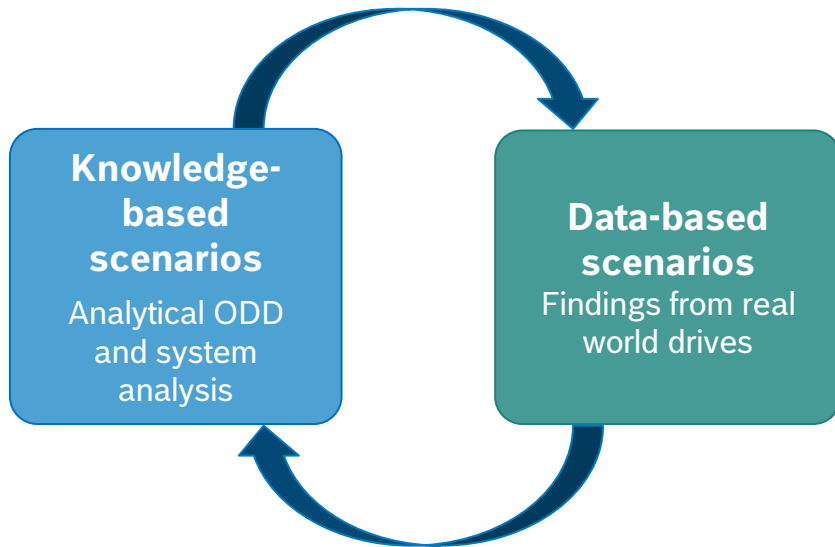 Knowledge-
based
scenarios
Analytical ODD
and system
analysis
Data-based
scenarios
Findings from real
world drives